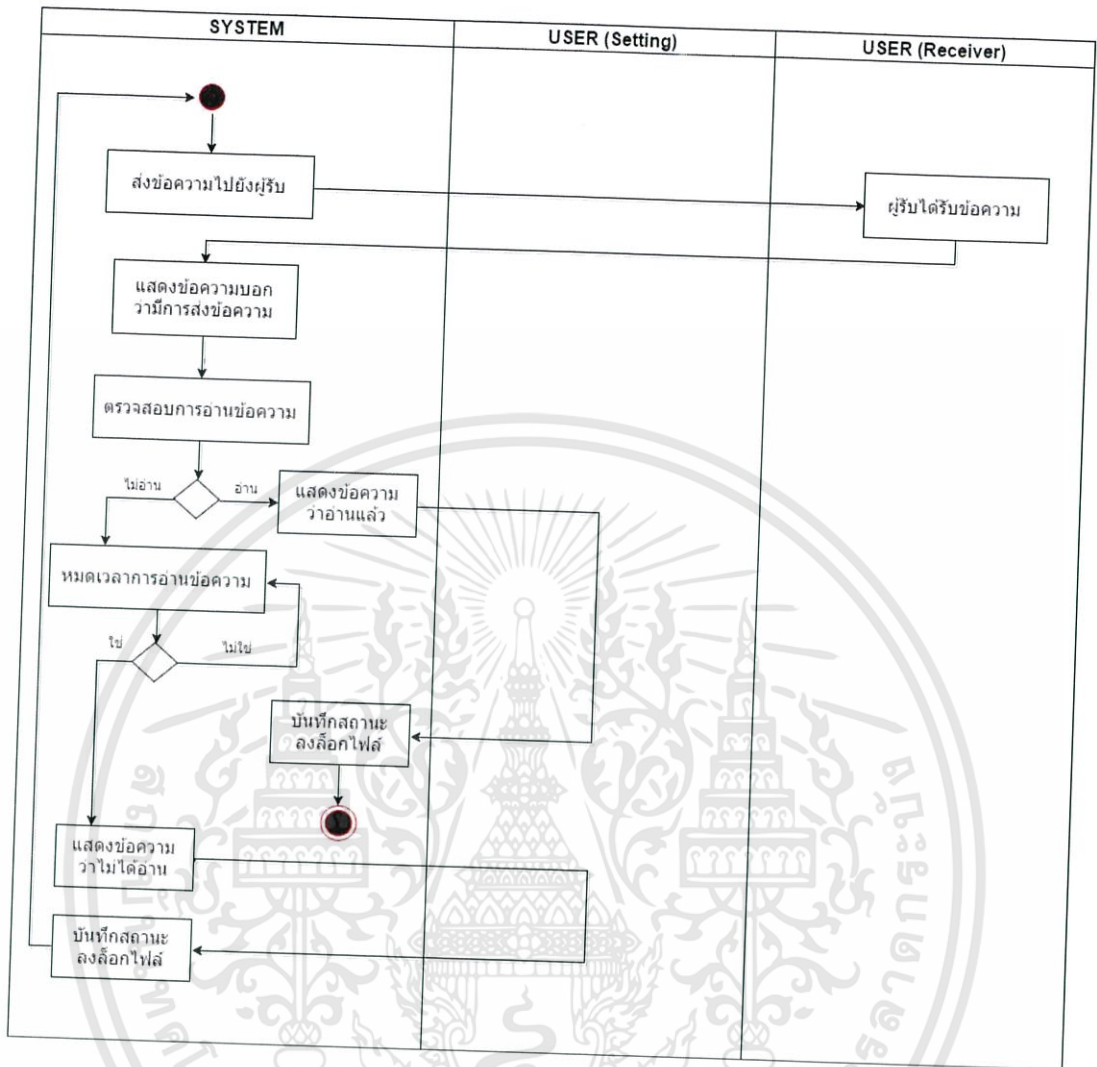 SYSTEM
USER (Setting)
USER (Receiver)
ส่งข้อความไปยังผู้รับ
ผู้รับได้รับข้อความ
แสดงข้อความบอก
ว่ามีการส่งข้อความ
ตรวจสอบการอ่านข้อความ
ไม่อ่าน
อ่าน
แสดงข้อความ
ว่าอ่านแล้ว
หมดเวลาการอ่านข้อความ
ใช่
ไม่ใช่
บันทึกสถานะ
ลงล็อกไฟล์
แสดงข้อความ
ว่าไม่ได้อ่าน
บันทึกสถานะ
ลงล็อกไฟล์